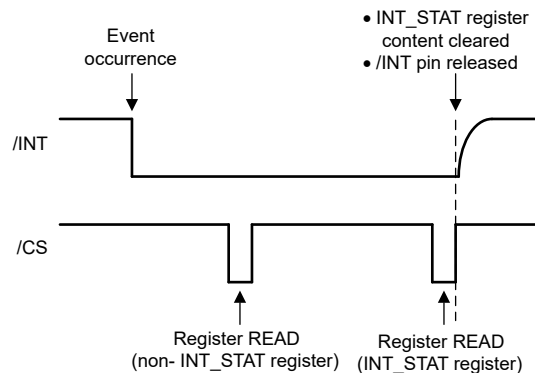 Event
occurrence
• INT_STAT register
content cleared
• /INT pin released
/INT
/CS
Register READ
(non- INT_STAT register)
Register READ
(INT_STAT register)